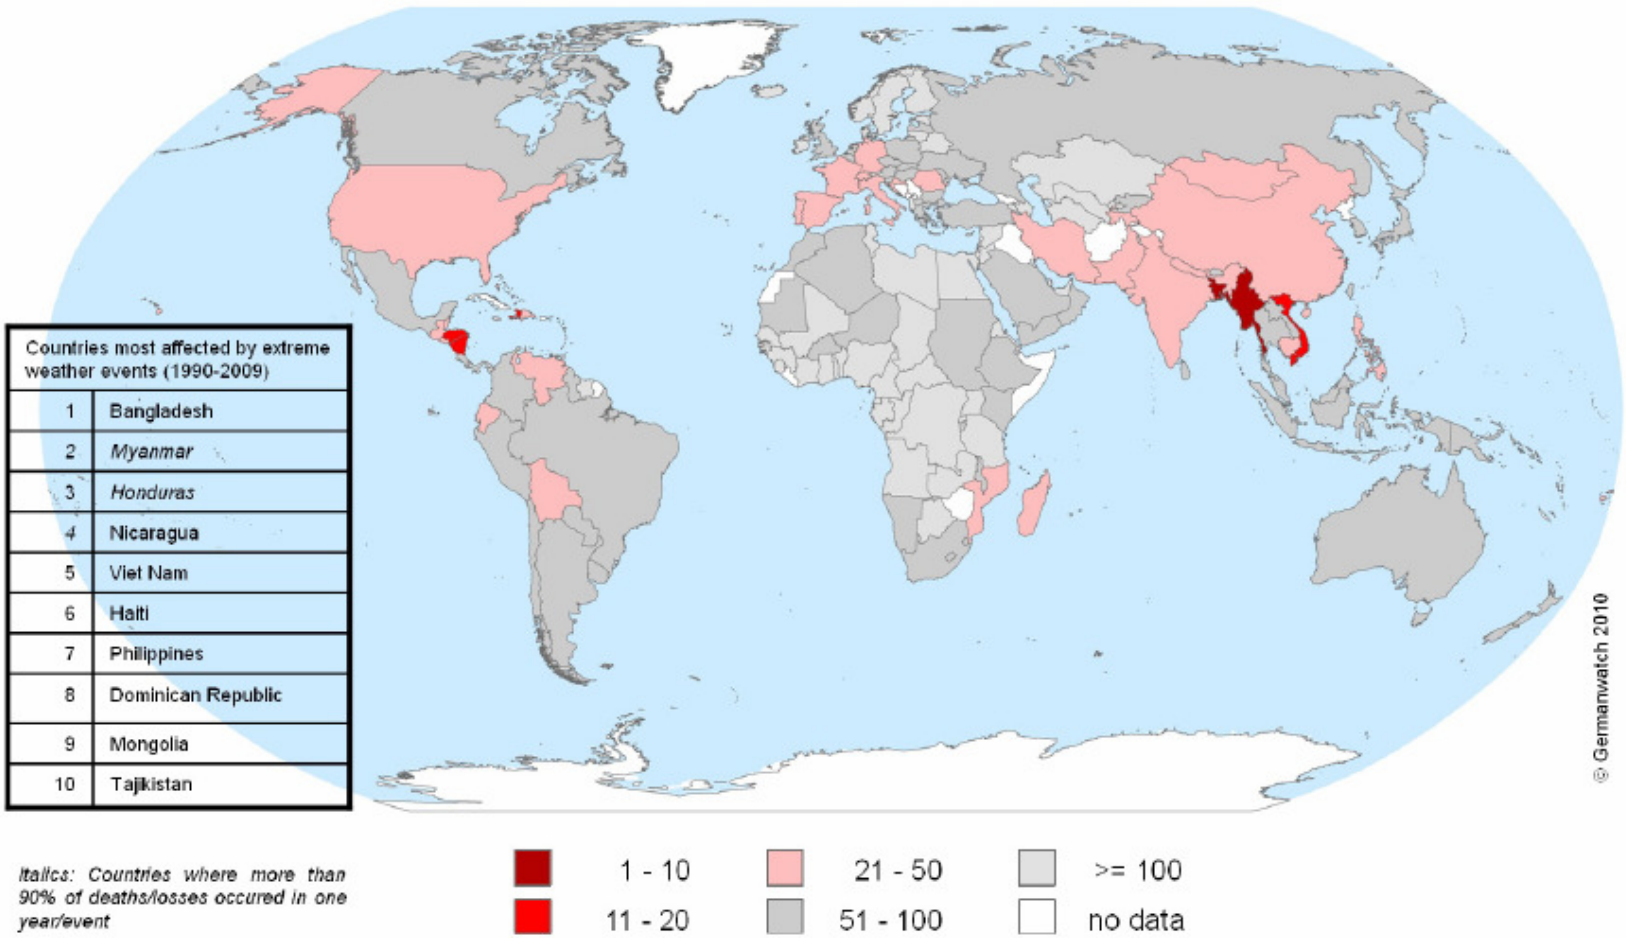 Countries most affected by extreme
weather events (1990-2009)
1 Bangladesh
2 Myanmar
3 Honduras
4 Nicaragua
5 Viet Nam
6 Haiti
7 Philippines
8 Dominican Republic
9 Mongolia
10 Tajikistan
Italics: Countries where more than
90% of deaths/losses occured in one
year/event
1 - 10
11 - 20
21 - 50
51 - 100
>= 100
no data
© Germanwatch 2010